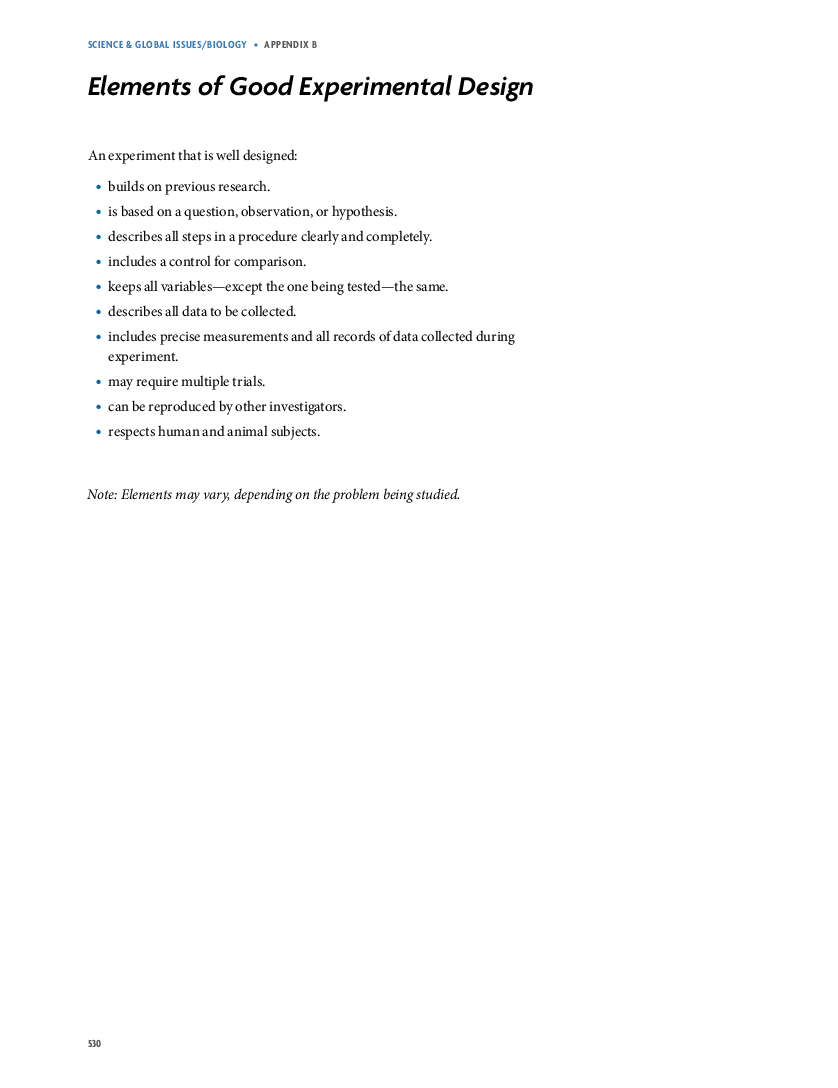 SCIENCE & GLOBAL ISSUES/BIOLOGY • APPENDIX B
Elements of Good Experimental Design
An experiment that is well designed:
• builds on previous research.
• is based on a question, observation, or hypothesis.
• describes all steps in a procedure clearly and completely.
• includes a control for comparison.
• keeps all variables—except the one being tested—the same.
• describes all data to be collected.
• includes precise measurements and all records of data collected during
experiment.
• may require multiple trials.
• can be reproduced by other investigators.
• respects human and animal subjects.
Note: Elements may vary, depending on the problem being studied.
530